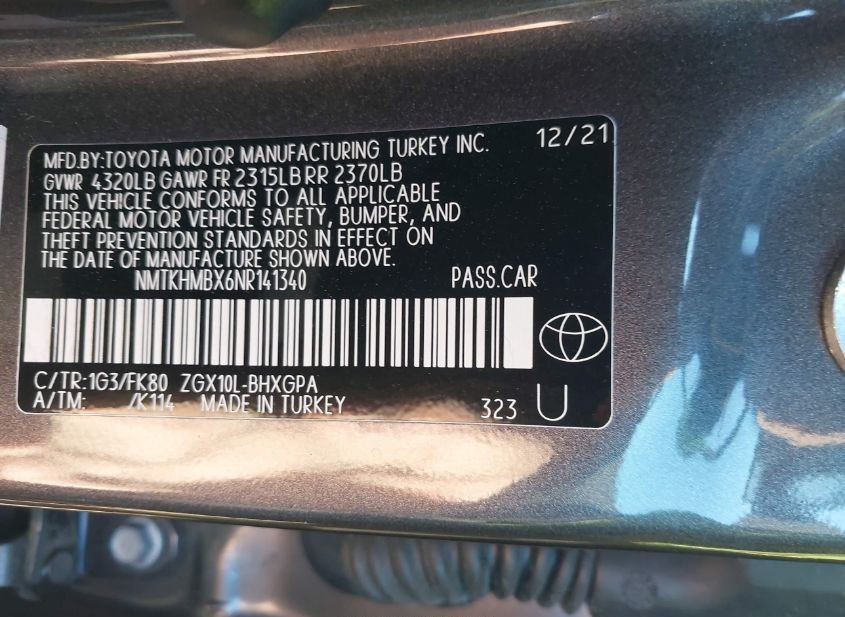 12/21
MFD.BY:TOYOTA MOTOR MANUFACTURING TURKEY INC.
GVWR 4320LB GAWR FR 2315LB RR 2370LB
THIS VEHICLE CONFORMS TO ALL APPLICABLE
FEDERAL MOTOR VEHICLE SAFETY, BUMPER, AND
THEFT PREVENTION STANDARDS IN EFFECT ON
THE DATE OF MANUFACTURE SHOWN ABOVE.
NMTKHMBX6NR141340 PASS.CAR
C/TR:1G3/FK80 ZGX10L-BHXGPA
A/TM: /K114 MADE IN TURKEY 323 U